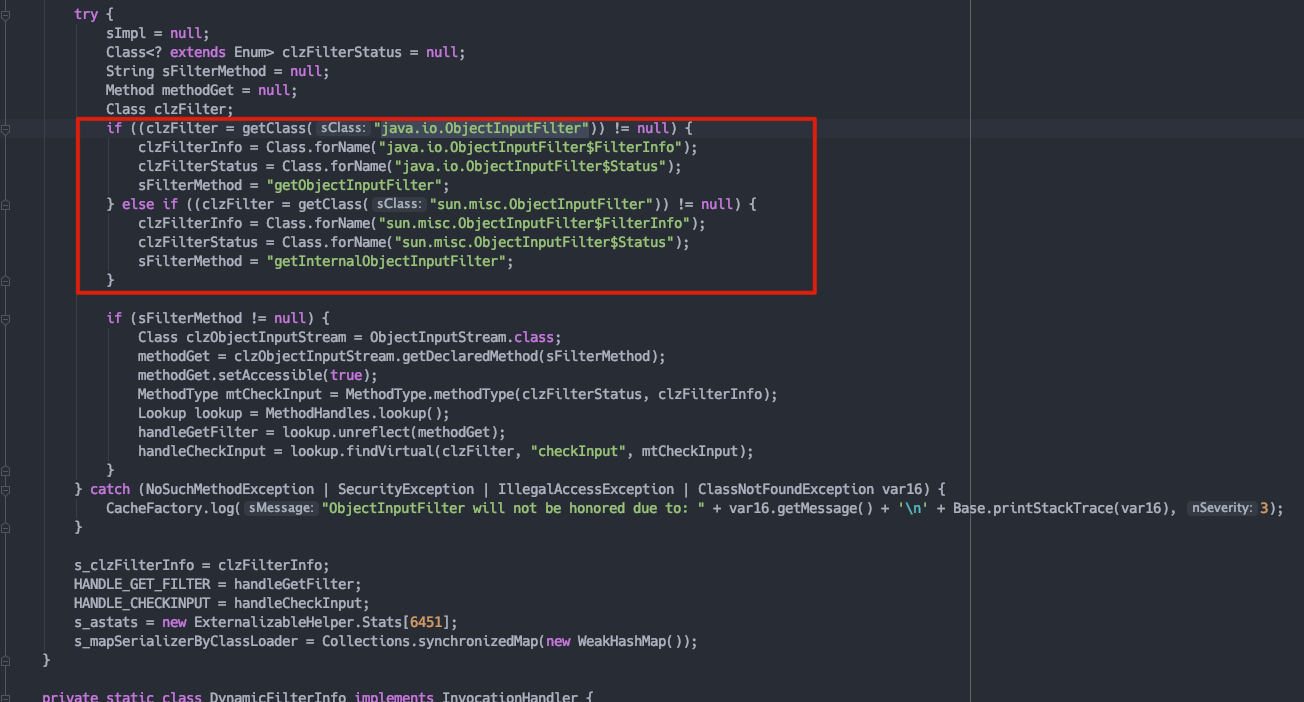 try {
sImpl = null;
Class<? extends Enum> clzFilterStatus = null;
String sFilterMethod = null;
Method methodGet = null;
Class clzFilter;
if ((clzFilter = getClass( sClass: "java.io.ObjectInputFilter")) != null) {
clzFilterInfo = Class.forName("java.io.ObjectInputFilter$FilterInfo");
clzFilterStatus = Class.forName("java.io.ObjectInputFilter$Status");
sFilterMethod = "getObjectInputFilter";
} else if ((clzFilter = getClass( sClass: "sun.misc.ObjectInputFilter")) != null) {
clzFilterInfo = Class.forName("sun.misc.ObjectInputFilter$FilterInfo");
clzFilterStatus = Class.forName("sun.misc.ObjectInputFilter$Status");
sFilterMethod = "getInternalObjectInputFilter";
}
if (sFilterMethod != null) {
Class clzObjectInputStream = ObjectInputStream.class;
methodGet = clzObjectInputStream.getDeclaredMethod(sFilterMethod);
methodGet.setAccessible(true);
MethodType mtCheckInput = MethodType.methodType(clzFilterStatus, clzFilterInfo);
Lookup lookup = MethodHandles.lookup();
handleGetFilter = lookup.unreflect(methodGet);
handleCheckInput = lookup.findVirtual(clzFilter, "checkInput", mtCheckInput);
}
} catch (NoSuchMethodException | SecurityException | IllegalAccessException | ClassNotFoundException var16) {
CacheFactory.log( sMessage: "ObjectInputFilter will not be honored due to: " + var16.getMessage() + '\n' + Base.printStackTrace(var16), nSeverity: 3);
}
s_clzFilterInfo = clzFilterInfo;
HANDLE_GET_FILTER = handleGetFilter;
HANDLE_CHECKINPUT = handleCheckInput;
s_astats = new ExternalizableHelper.Stats[6451];
s_mapSerializerByClassLoader = Collections.synchronizedMap(new WeakHashMap());
}
private static class DynamicFilterInfo implements InvocationHandler {